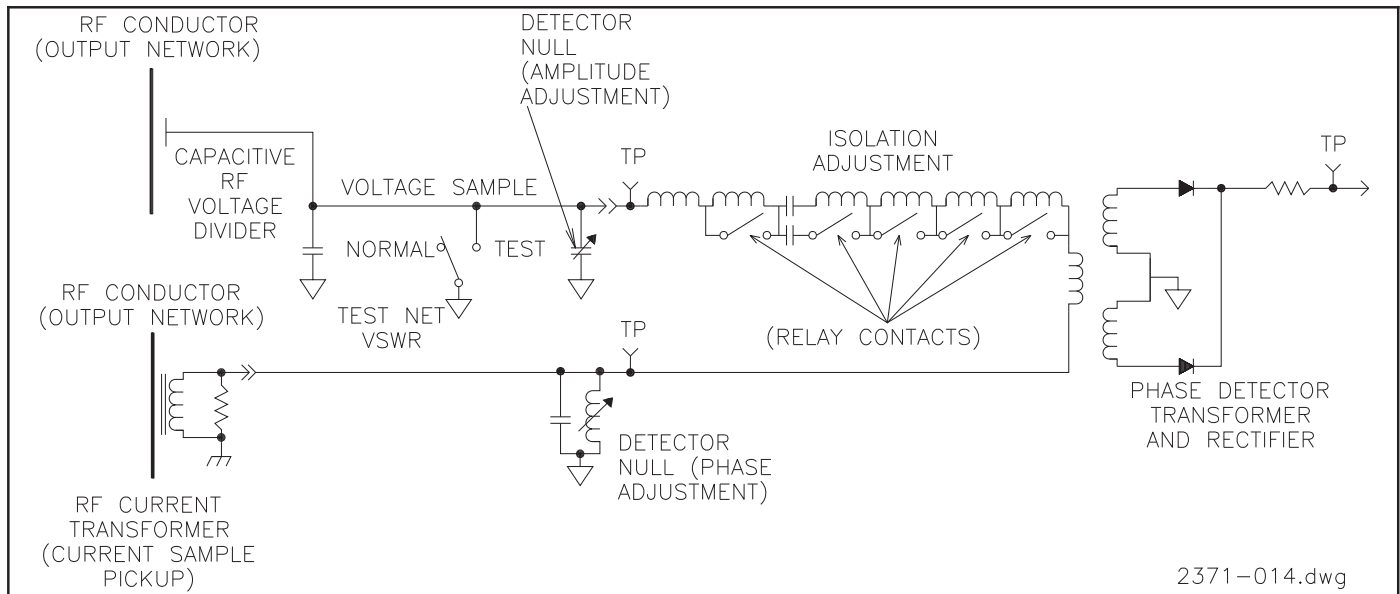 RF CONDUCTOR
(OUTPUT NETWORK)
DETECTOR
NULL
(AMPLITUDE
ADJUSTMENT)
CAPACITIVE
RF
VOLTAGE
DIVIDER
VOLTAGE SAMPLE
TP
ISOLATION
ADJUSTMENT
TP
NORMAL
TEST
TEST NET
VSWR
(RELAY CONTACTS)
RF CONDUCTOR
(OUTPUT NETWORK)
TP
DETECTOR
NULL (PHASE
ADJUSTMENT)
PHASE DETECTOR
TRANSFORMER
AND RECTIFIER
RF CURRENT
TRANSFORMER
(CURRENT SAMPLE
PICKUP)
2371-014.dwg